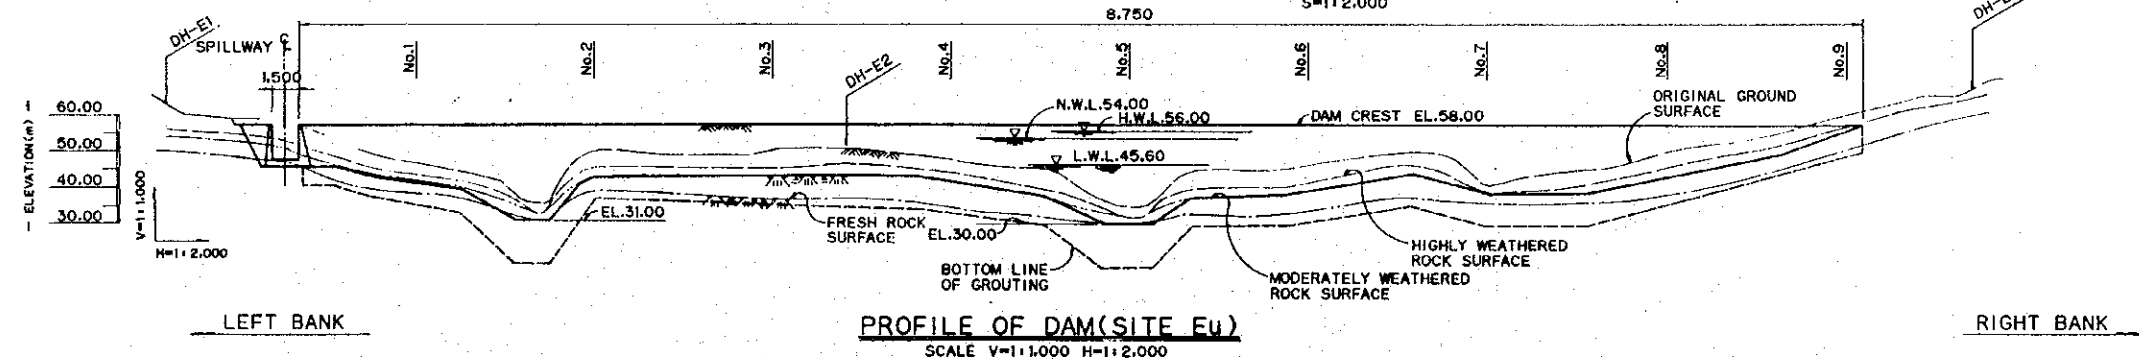 S=1:2,000
8.750
DH-E1
SPILLWAY ℄
1.500
No.1
No.2
No.3
DH-E2
No.4
No.5
No.6
No.7
No.8
No.9
N.W.L.54.00
H.W.L.56.00
DAM CREST EL.58.00
ORIGINAL GROUND
SURFACE
L.W.L.45.60
ELEVATION(m)
60.00
50.00
40.00
30.00
V=1:1,000
H=1:2,000
EL.31.00
FRESH ROCK
SURFACE
EL.30.00
BOTTOM LINE
OF GROUTING
HIGHLY WEATHERED
ROCK SURFACE
MODERATELY WEATHERED
ROCK SURFACE
LEFT BANK
PROFILE OF DAM(SITE Eu)
SCALE V=1:1,000 H=1:2,000
RIGHT BANK